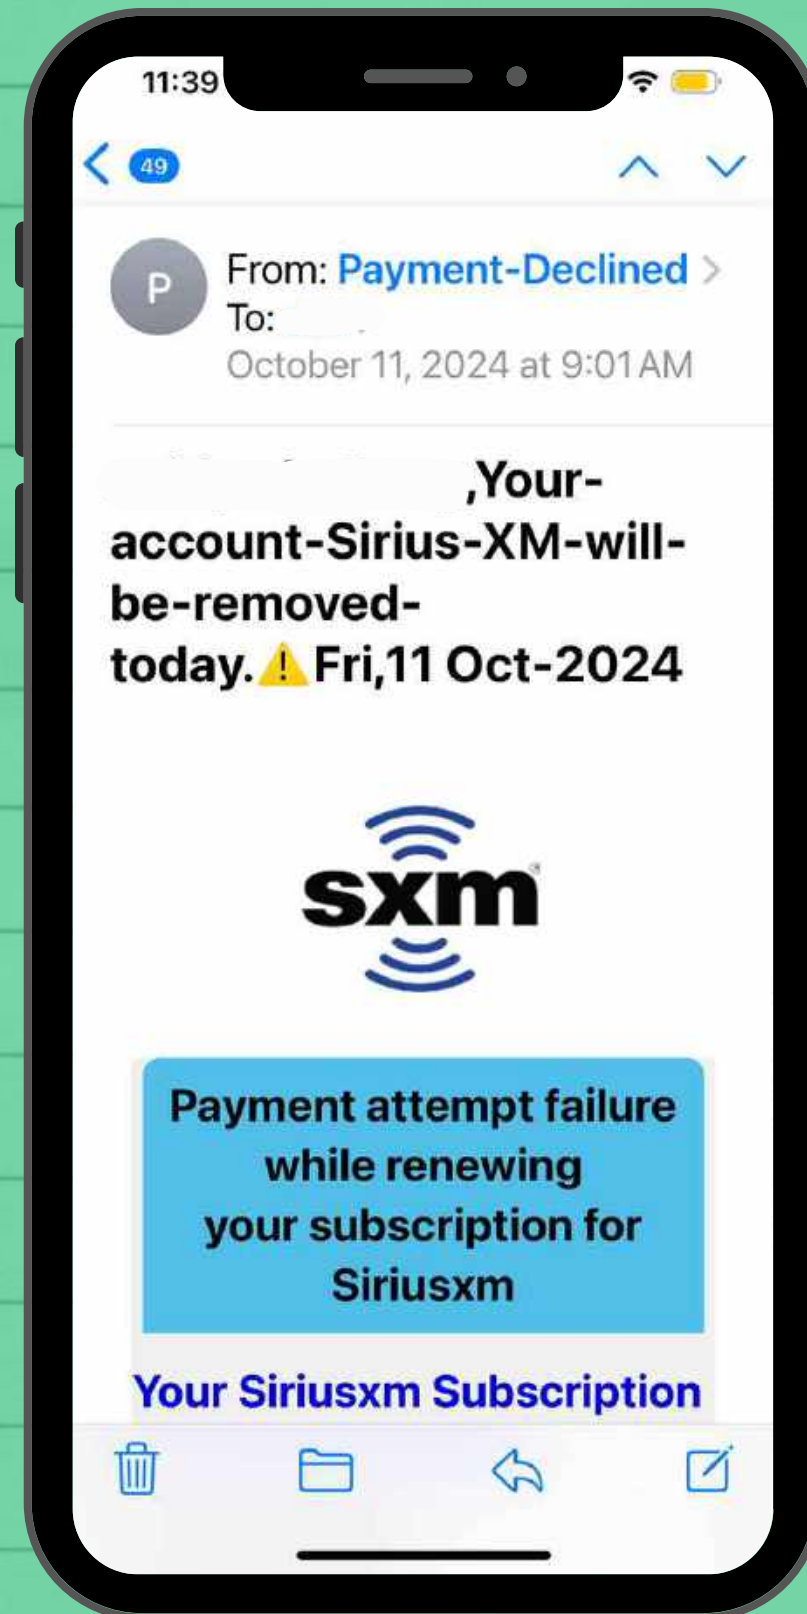 11:39
49
P
From: Payment-Declined
To:
October 11, 2024 at 9:01 AM
,Your-
account-Sirius-XM-will-
be-removed-
today.⚠️Fri,11 Oct-2024
sxm
Payment attempt failure
while renewing
your subscription for
Siriusxm
Your Siriusxm Subscription